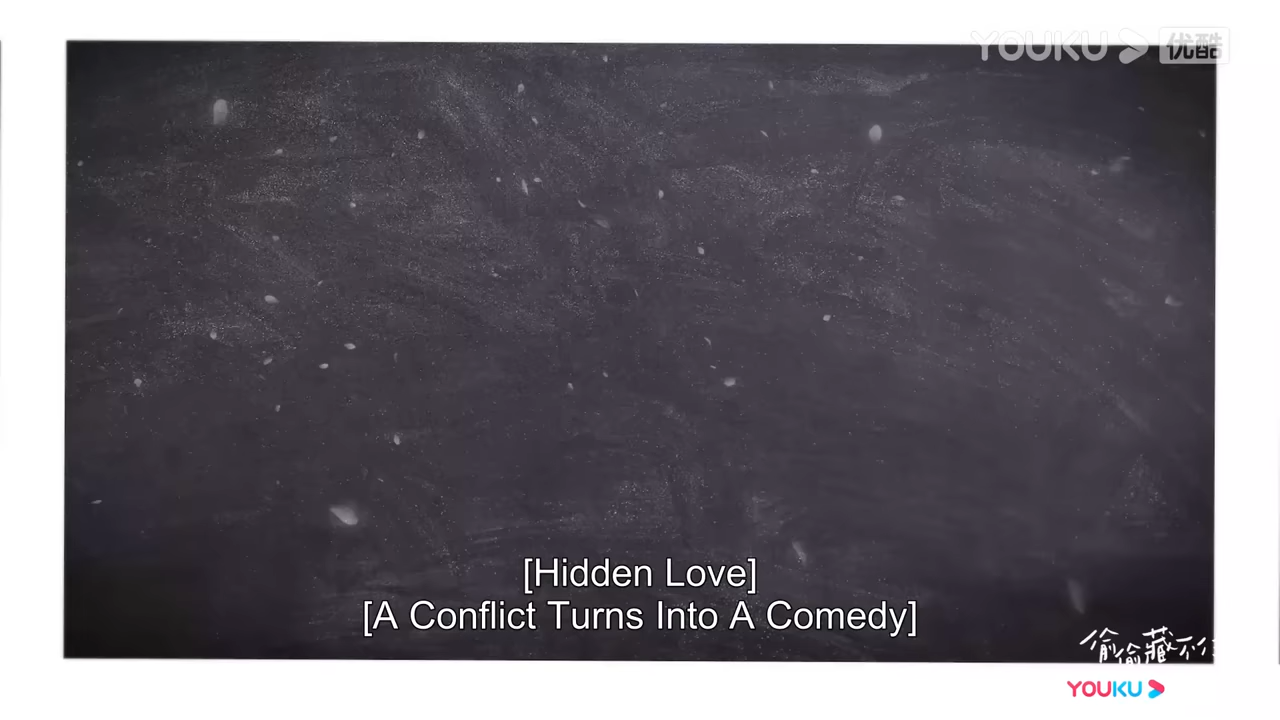 YOUKU 优酷
[Hidden Love]
[A Conflict Turns Into A Comedy]
偷偷藏不
YOUKU